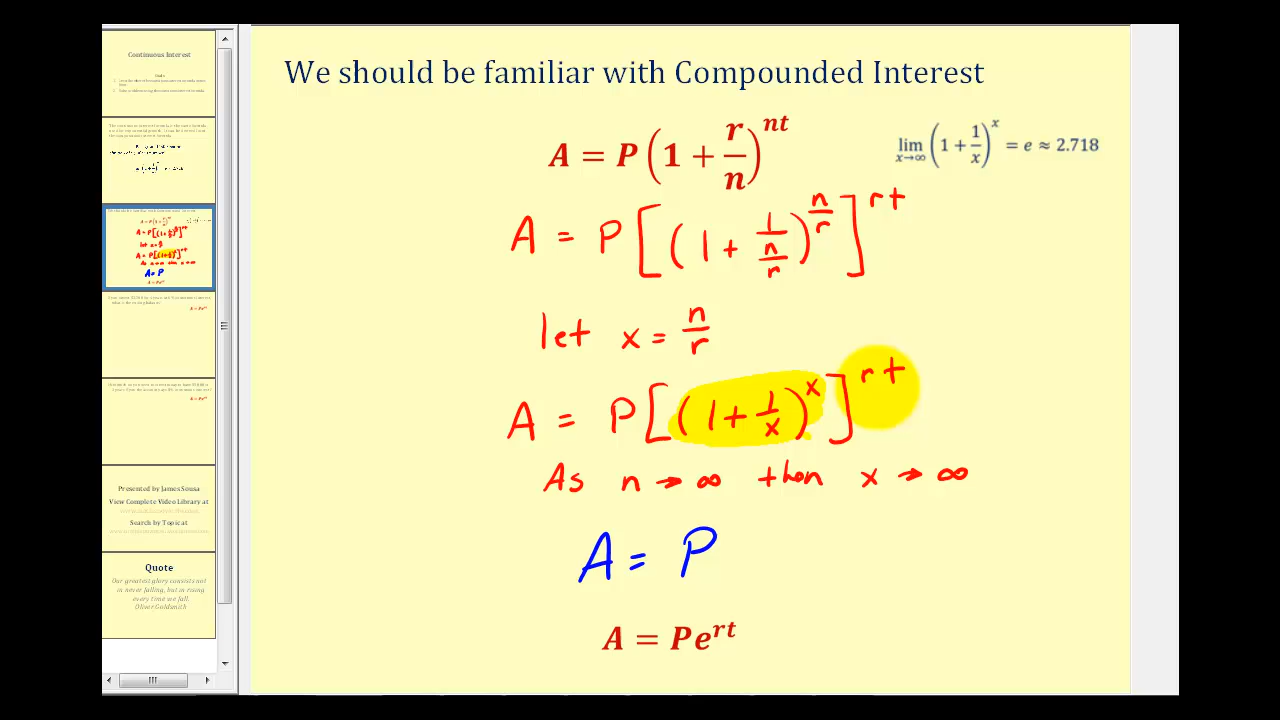 Continuous Interest
We should be familiar with Compounded Interest
A = P(1 + r/n)^nt
lim x→∞ (1 + 1/x)^x = e ≈ 2.718
A = P[(1 + 1/(n/r))^(n/r)]^rt
let x = n/r
A = P[(1 + 1/x)^x]^rt
As n → ∞ then x → ∞
A = P
A = Pe^rt
Presented by James Sousa
View Complete Video Library at
Search by Topic at
Quote
Our greatest glory consists not
in never falling, but in rising
every time we fall.
Oliver Goldsmith